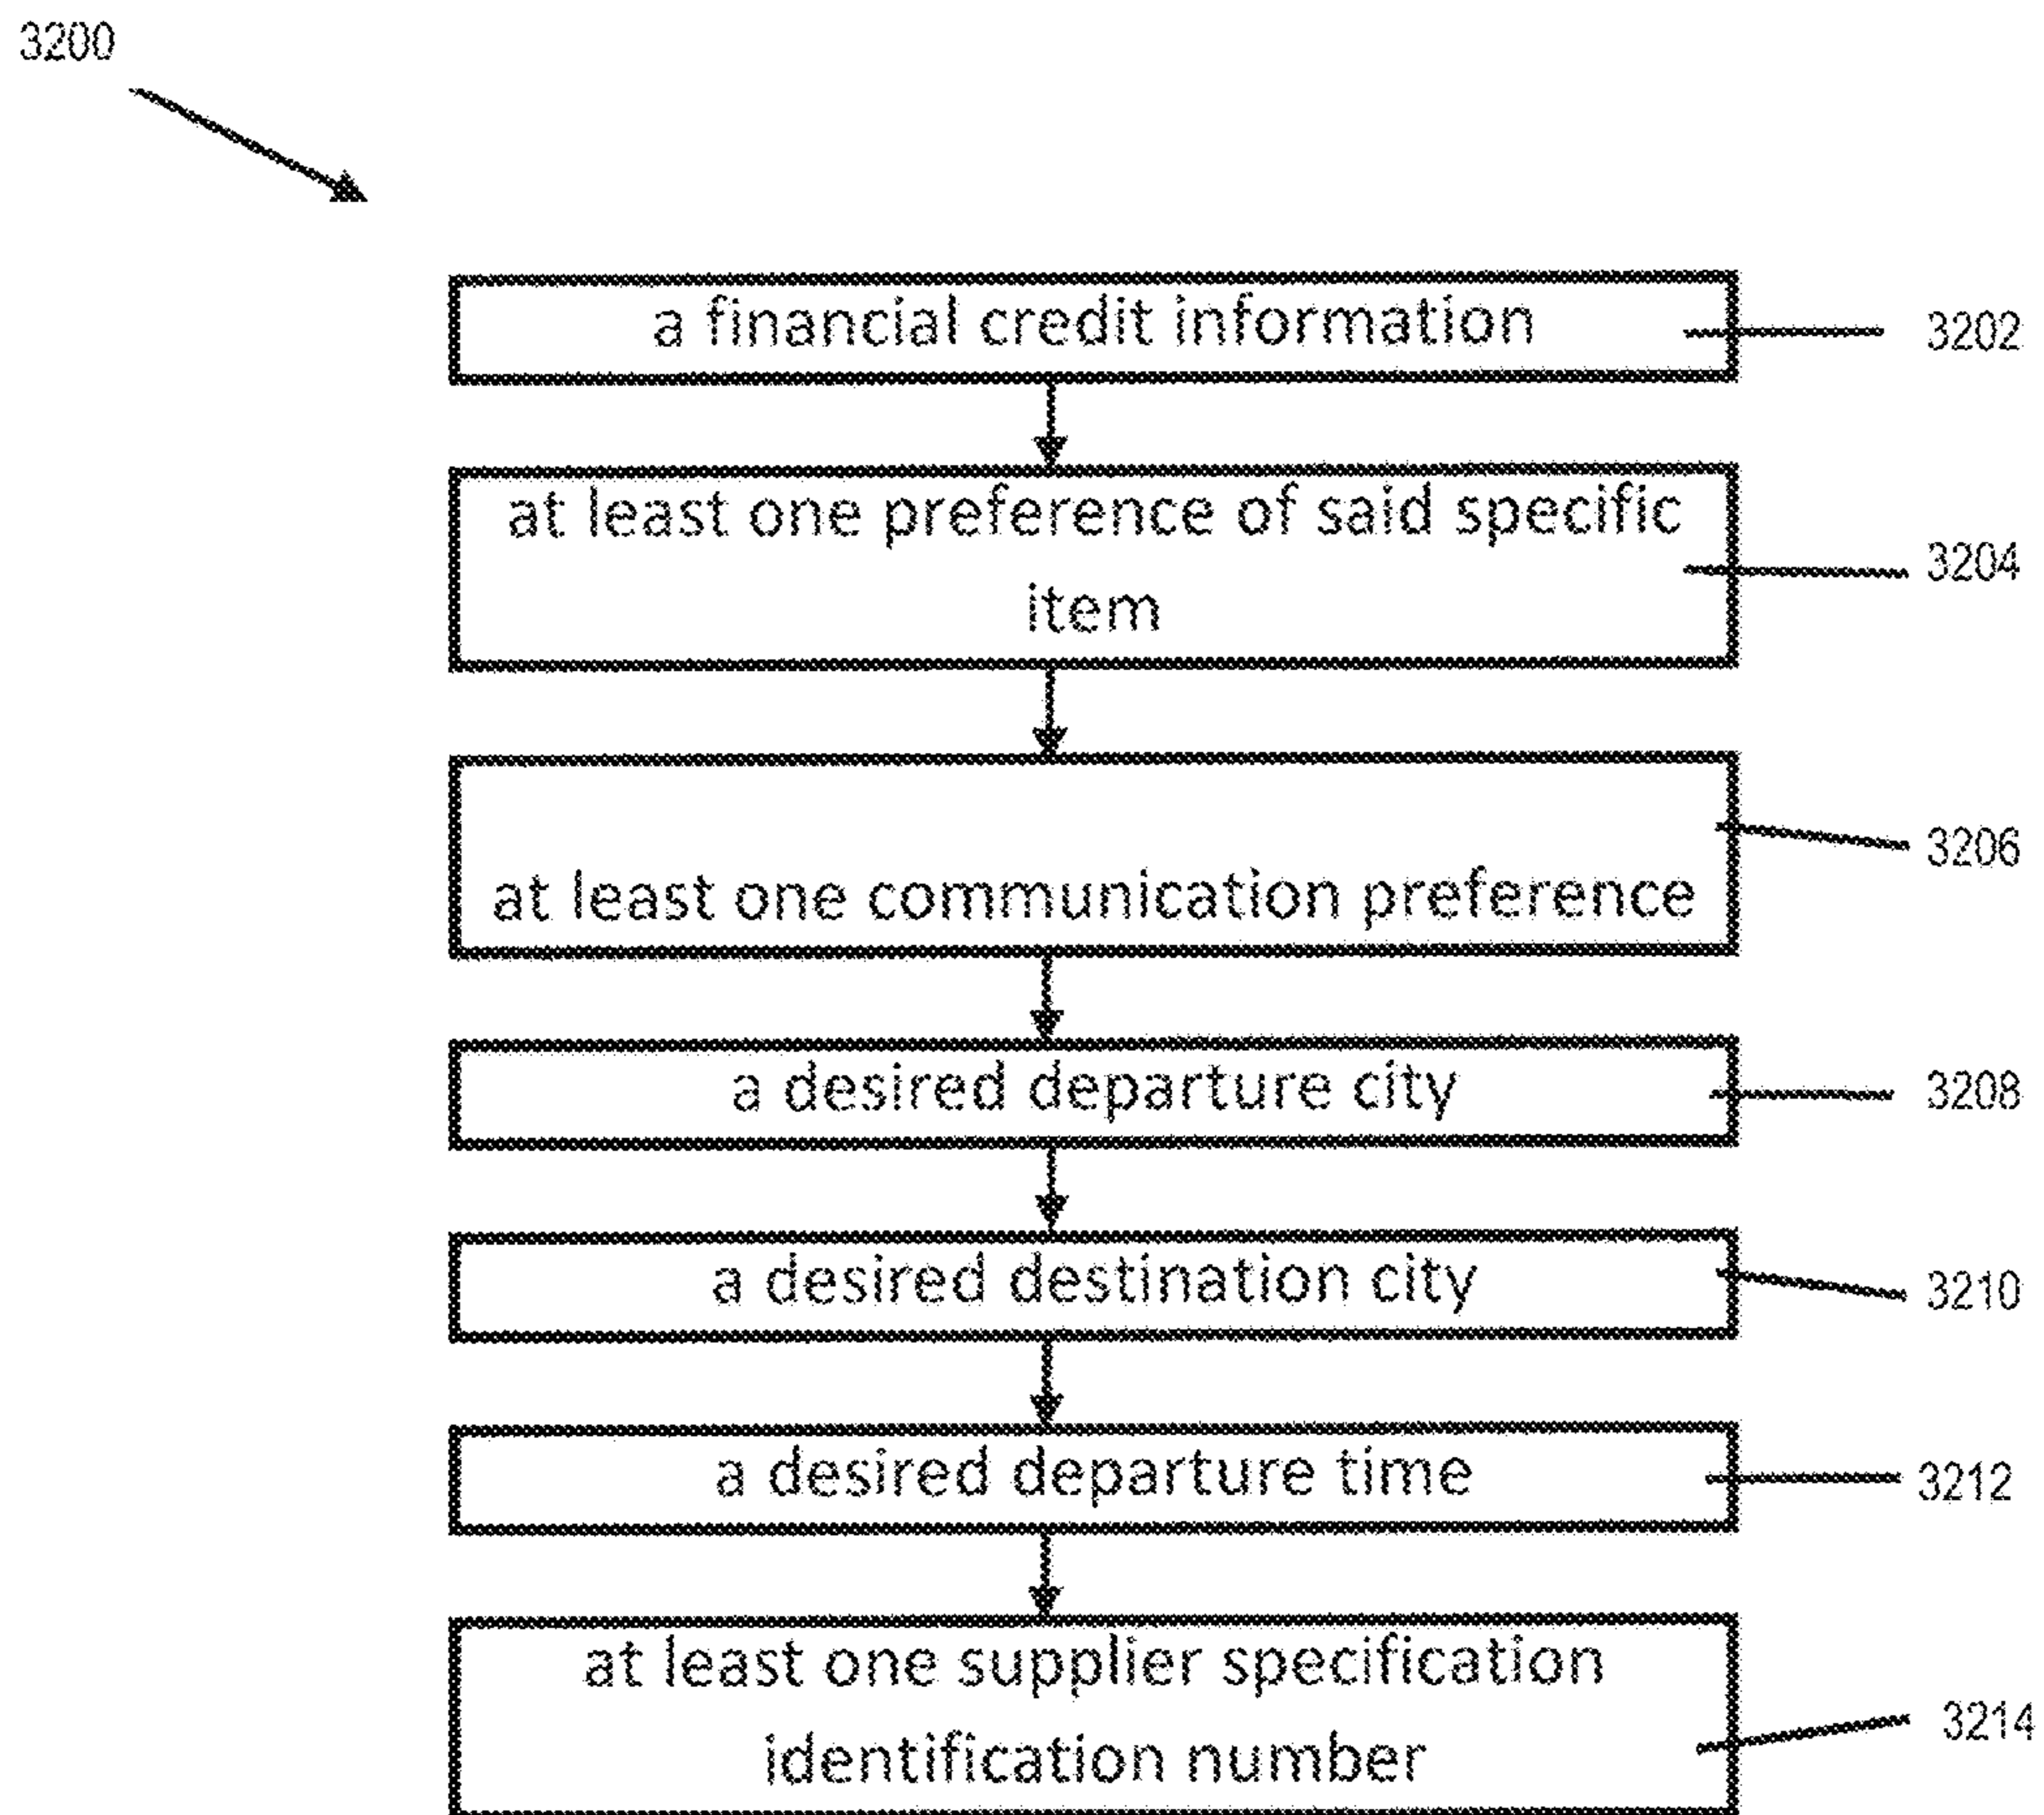 3200
a financial credit information
3202
at least one preference of said specific
item
3204
at least one communication preference
3206
a desired departure city
3208
a desired destination city
3210
a desired departure time
3212
at least one supplier specification
identification number
3214